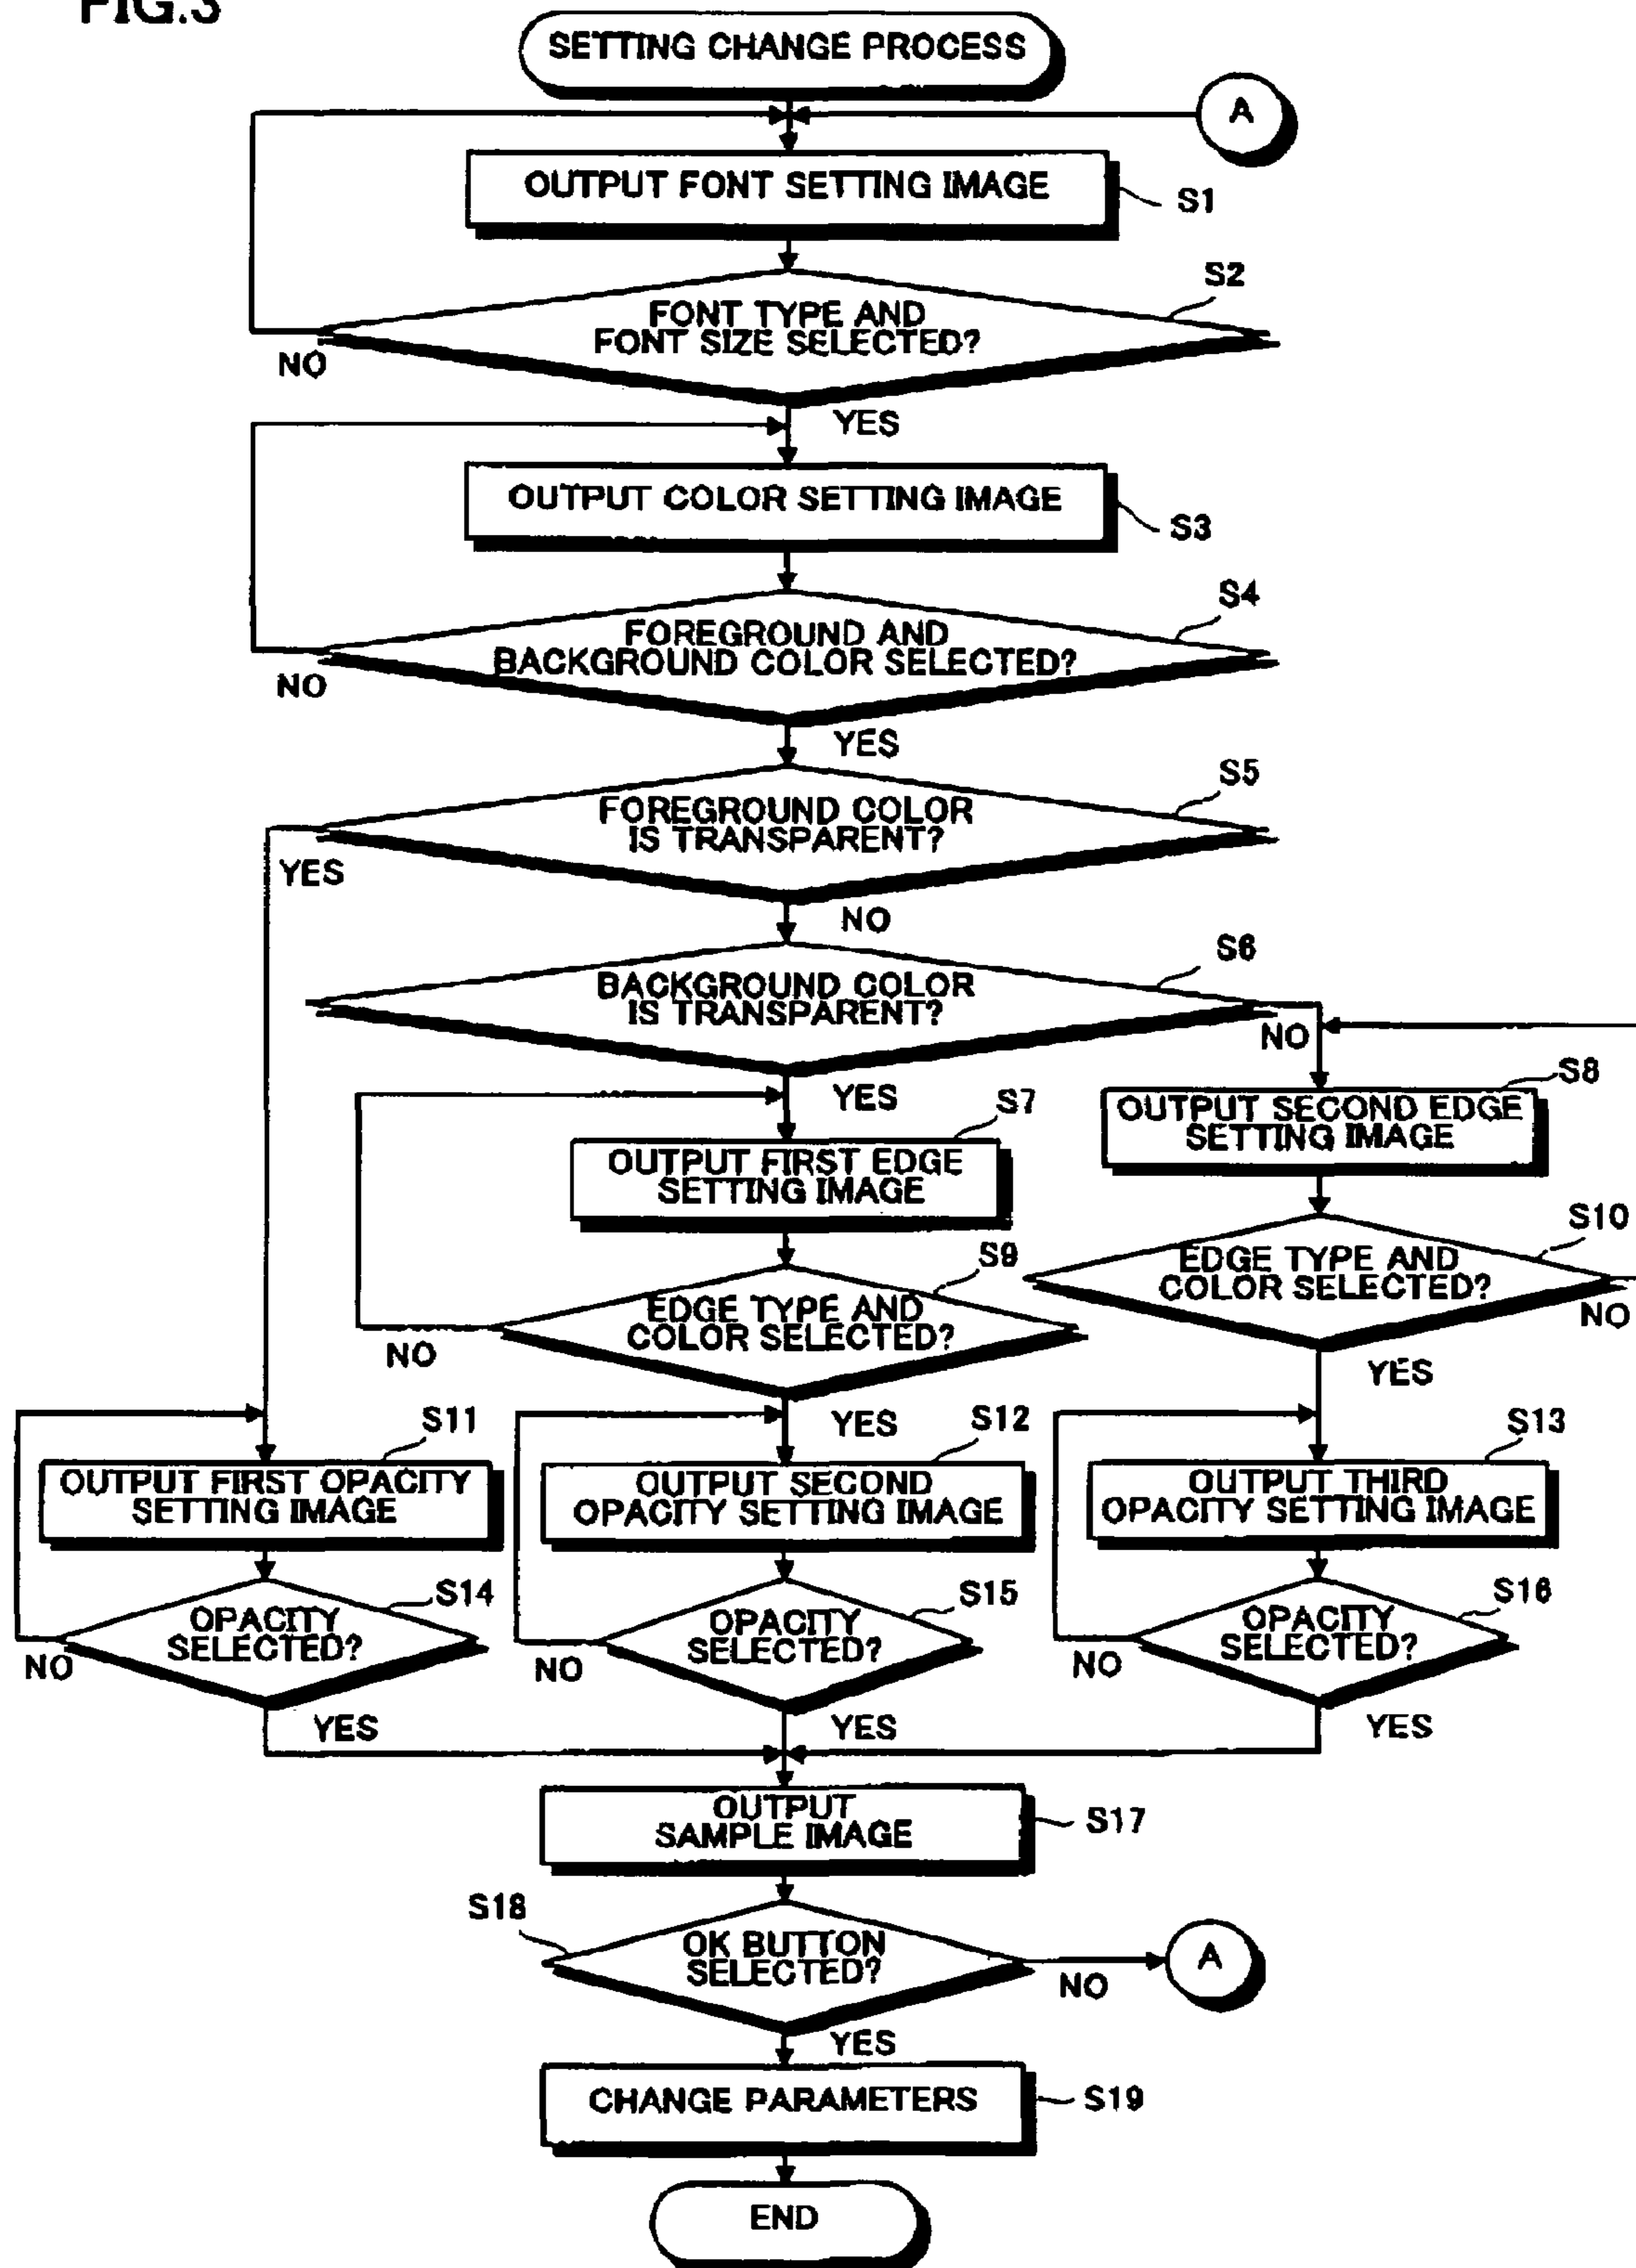 FIG.3
SETTING CHANGE PROCESS
A
OUTPUT FONT SETTING IMAGE
S1
S2
FONT TYPE AND
FONT SIZE SELECTED?
NO
YES
OUTPUT COLOR SETTING IMAGE
S3
S4
FOREGROUND AND
BACKGROUND COLOR SELECTED?
NO
YES
S5
FOREGROUND COLOR
IS TRANSPARENT?
YES
NO
S6
BACKGROUND COLOR
IS TRANSPARENT?
NO
YES
S7
OUTPUT FIRST EDGE
SETTING IMAGE
S8
OUTPUT SECOND EDGE
SETTING IMAGE
S9
EDGE TYPE AND
COLOR SELECTED?
NO
YES
S10
EDGE TYPE AND
COLOR SELECTED?
NO
YES
S11
OUTPUT FIRST OPACITY
SETTING IMAGE
S12
OUTPUT SECOND
OPACITY SETTING IMAGE
S13
OUTPUT THIRD
OPACITY SETTING IMAGE
S14
OPACITY
SELECTED?
NO
YES
S15
OPACITY
SELECTED?
NO
YES
S16
OPACITY
SELECTED?
NO
YES
OUTPUT
SAMPLE IMAGE
S17
S18
OK BUTTON
SELECTED?
NO
A
YES
CHANGE PARAMETERS
S19
END